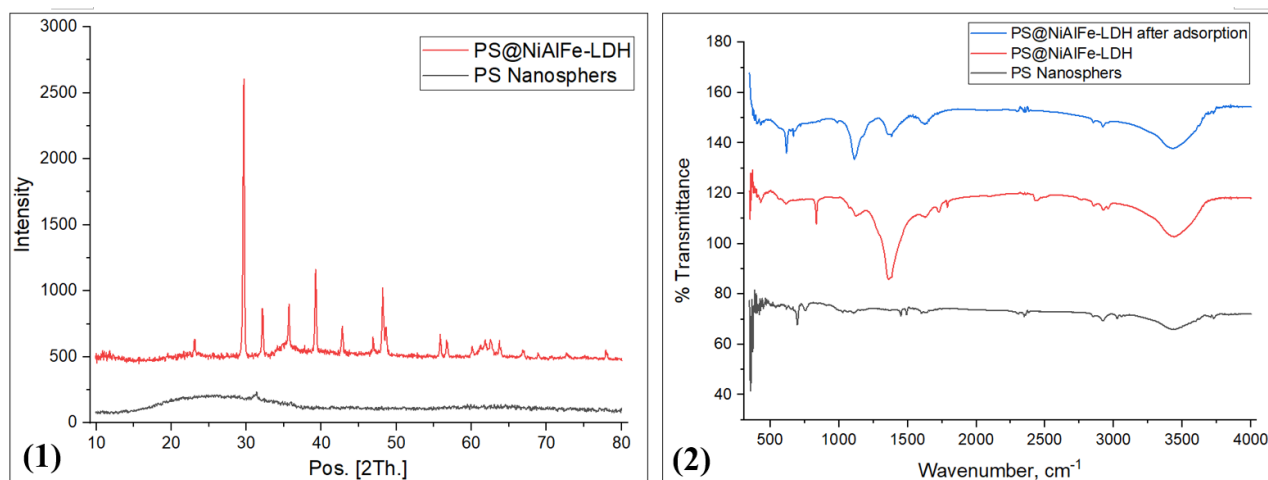 3000
2500
2000
1500
1000
500
0
Intensity
PS@NiAlFe-LDH
PS Nanosphers
10 20 30 40 50 60 70 80
Pos. [2Th.]
(1)
180
160
140
120
100
80
60
40
% Transmittance
PS@NiAlFe-LDH after adsorption
PS@NiAlFe-LDH
PS Nanosphers
500 1000 1500 2000 2500 3000 3500 4000
Wavenumber, cm⁻¹
(2)